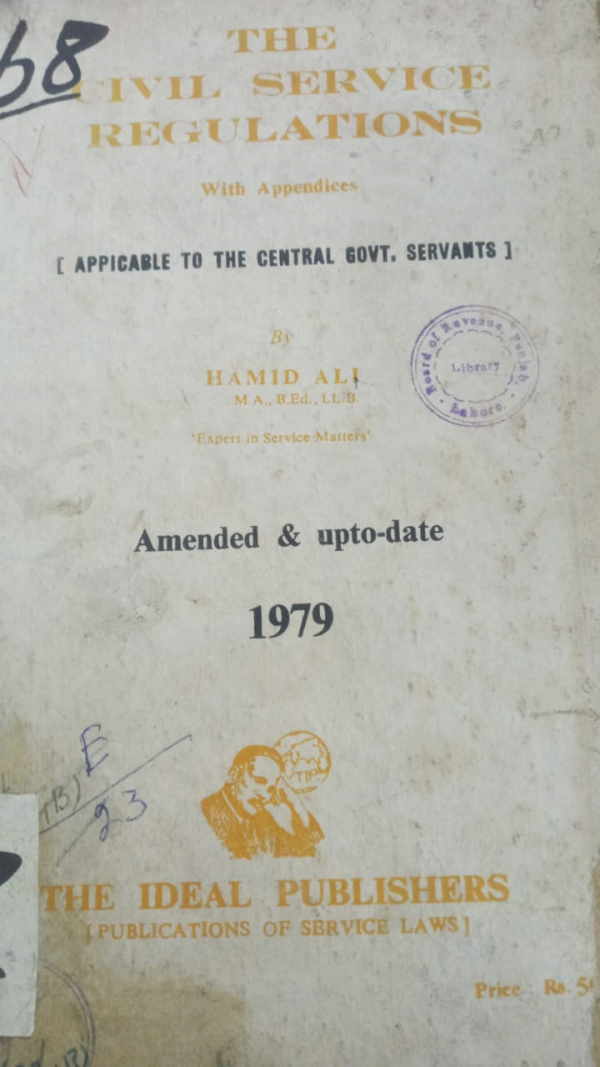 68
THE
CIVIL SERVICE
REGULATIONS
With Appendices
[ APPICABLE TO THE CENTRAL GOVT. SERVANTS ]
By
HAMID ALI
M A., B.Ed., LL.B.
'Expert in Service Matters'
Board of Revenue, Punjab
Library
Lahore.
Amended & upto-date
1979
E
23
TIP
THE IDEAL PUBLISHERS
[PUBLICATIONS OF SERVICE LAWS]
Price : Rs.